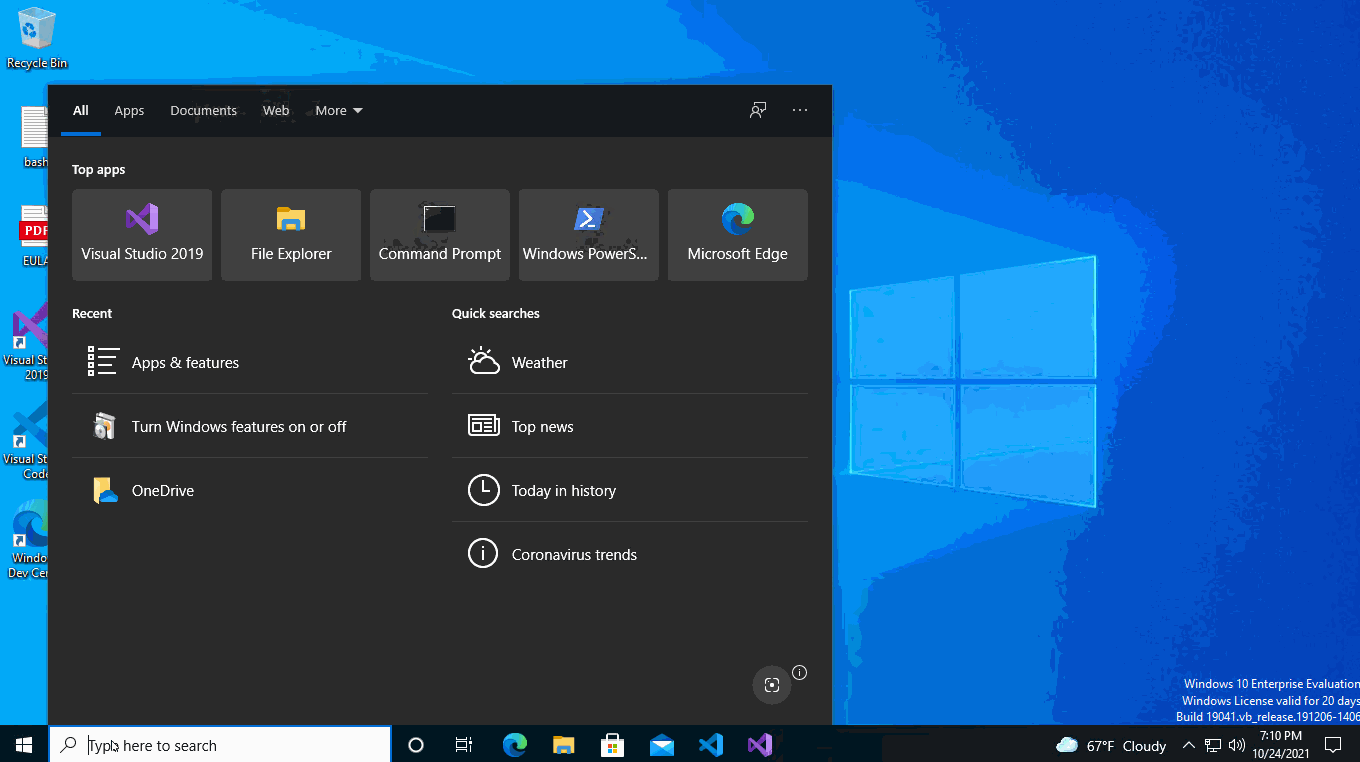 Recycle Bin
bash
PDF
EULA
Visual St
2019
Visual St
Code
Windo
Dev Cen
All Apps Documents Web More
Top apps
Visual Studio 2019
File Explorer
Command Prompt
Windows PowerS...
Microsoft Edge
Recent
Apps & features
Turn Windows features on or off
OneDrive
Quick searches
Weather
Top news
Today in history
Coronavirus trends
Windows 10 Enterprise Evaluation
Windows License valid for 20 days
Build 19041.vb_release.191206-1406
Type here to search
67°F Cloudy
7:10 PM
10/24/2021